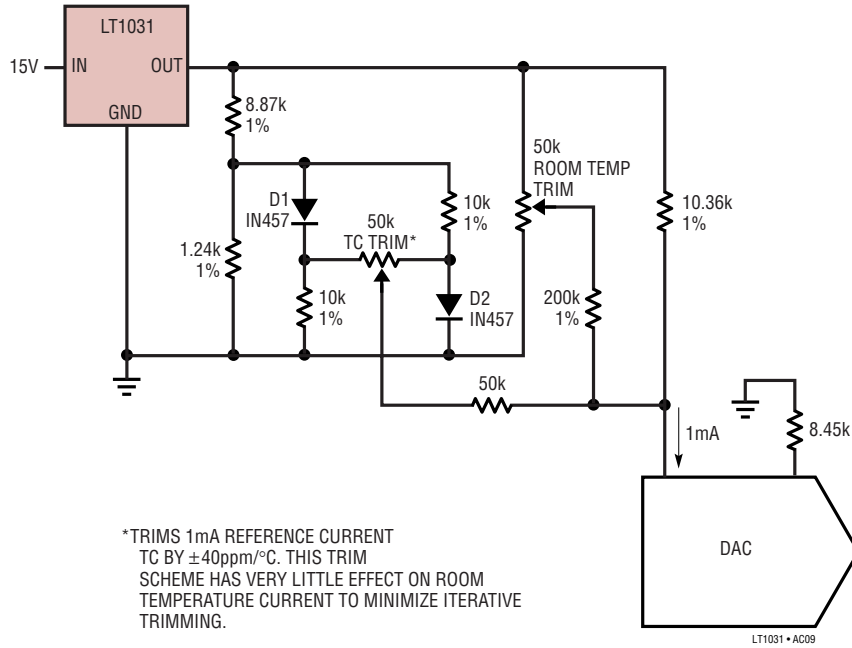 LT1031
15V
IN
OUT
GND
8.87k
1%
50k
ROOM TEMP
TRIM
D1
IN457
50k
TC TRIM*
10k
1%
10.36k
1%
1.24k
1%
10k
1%
D2
IN457
200k
1%
50k
1mA
8.45k
DAC
*TRIMS 1mA REFERENCE CURRENT
TC BY ±40ppm/°C. THIS TRIM
SCHEME HAS VERY LITTLE EFFECT ON ROOM
TEMPERATURE CURRENT TO MINIMIZE ITERATIVE
TRIMMING.
LT1031 • AC09